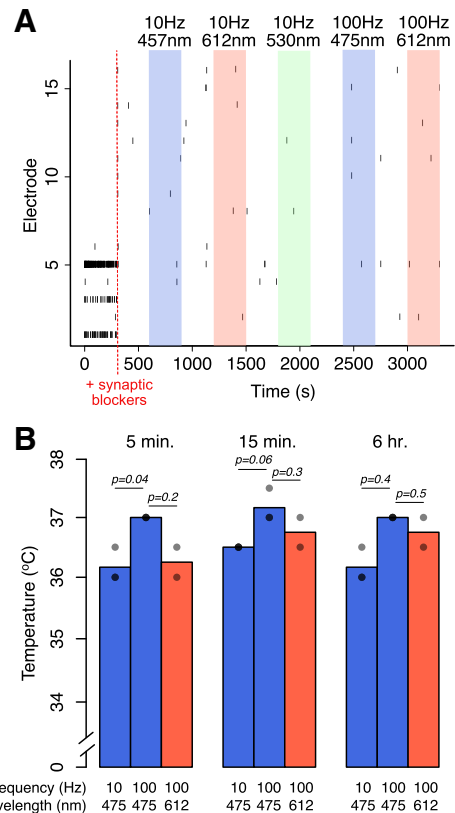 A
10Hz 10Hz 10Hz 100Hz 100Hz
457nm 612nm 530nm 475nm 612nm
15
10
5
Electrode
0 500 1000 1500 2000 2500 3000
+ synaptic
blockers
Time (s)
B
5 min. 15 min. 6 hr.
38
37
36
35
34
0
Temperature (ºC)
p=0.04
p=0.2
p=0.06
p=0.3
p=0.4
p=0.5
equency (Hz) 10 100 100 10 100 100 10 100 100
velength (nm) 475 475 612 475 475 612 475 475 612